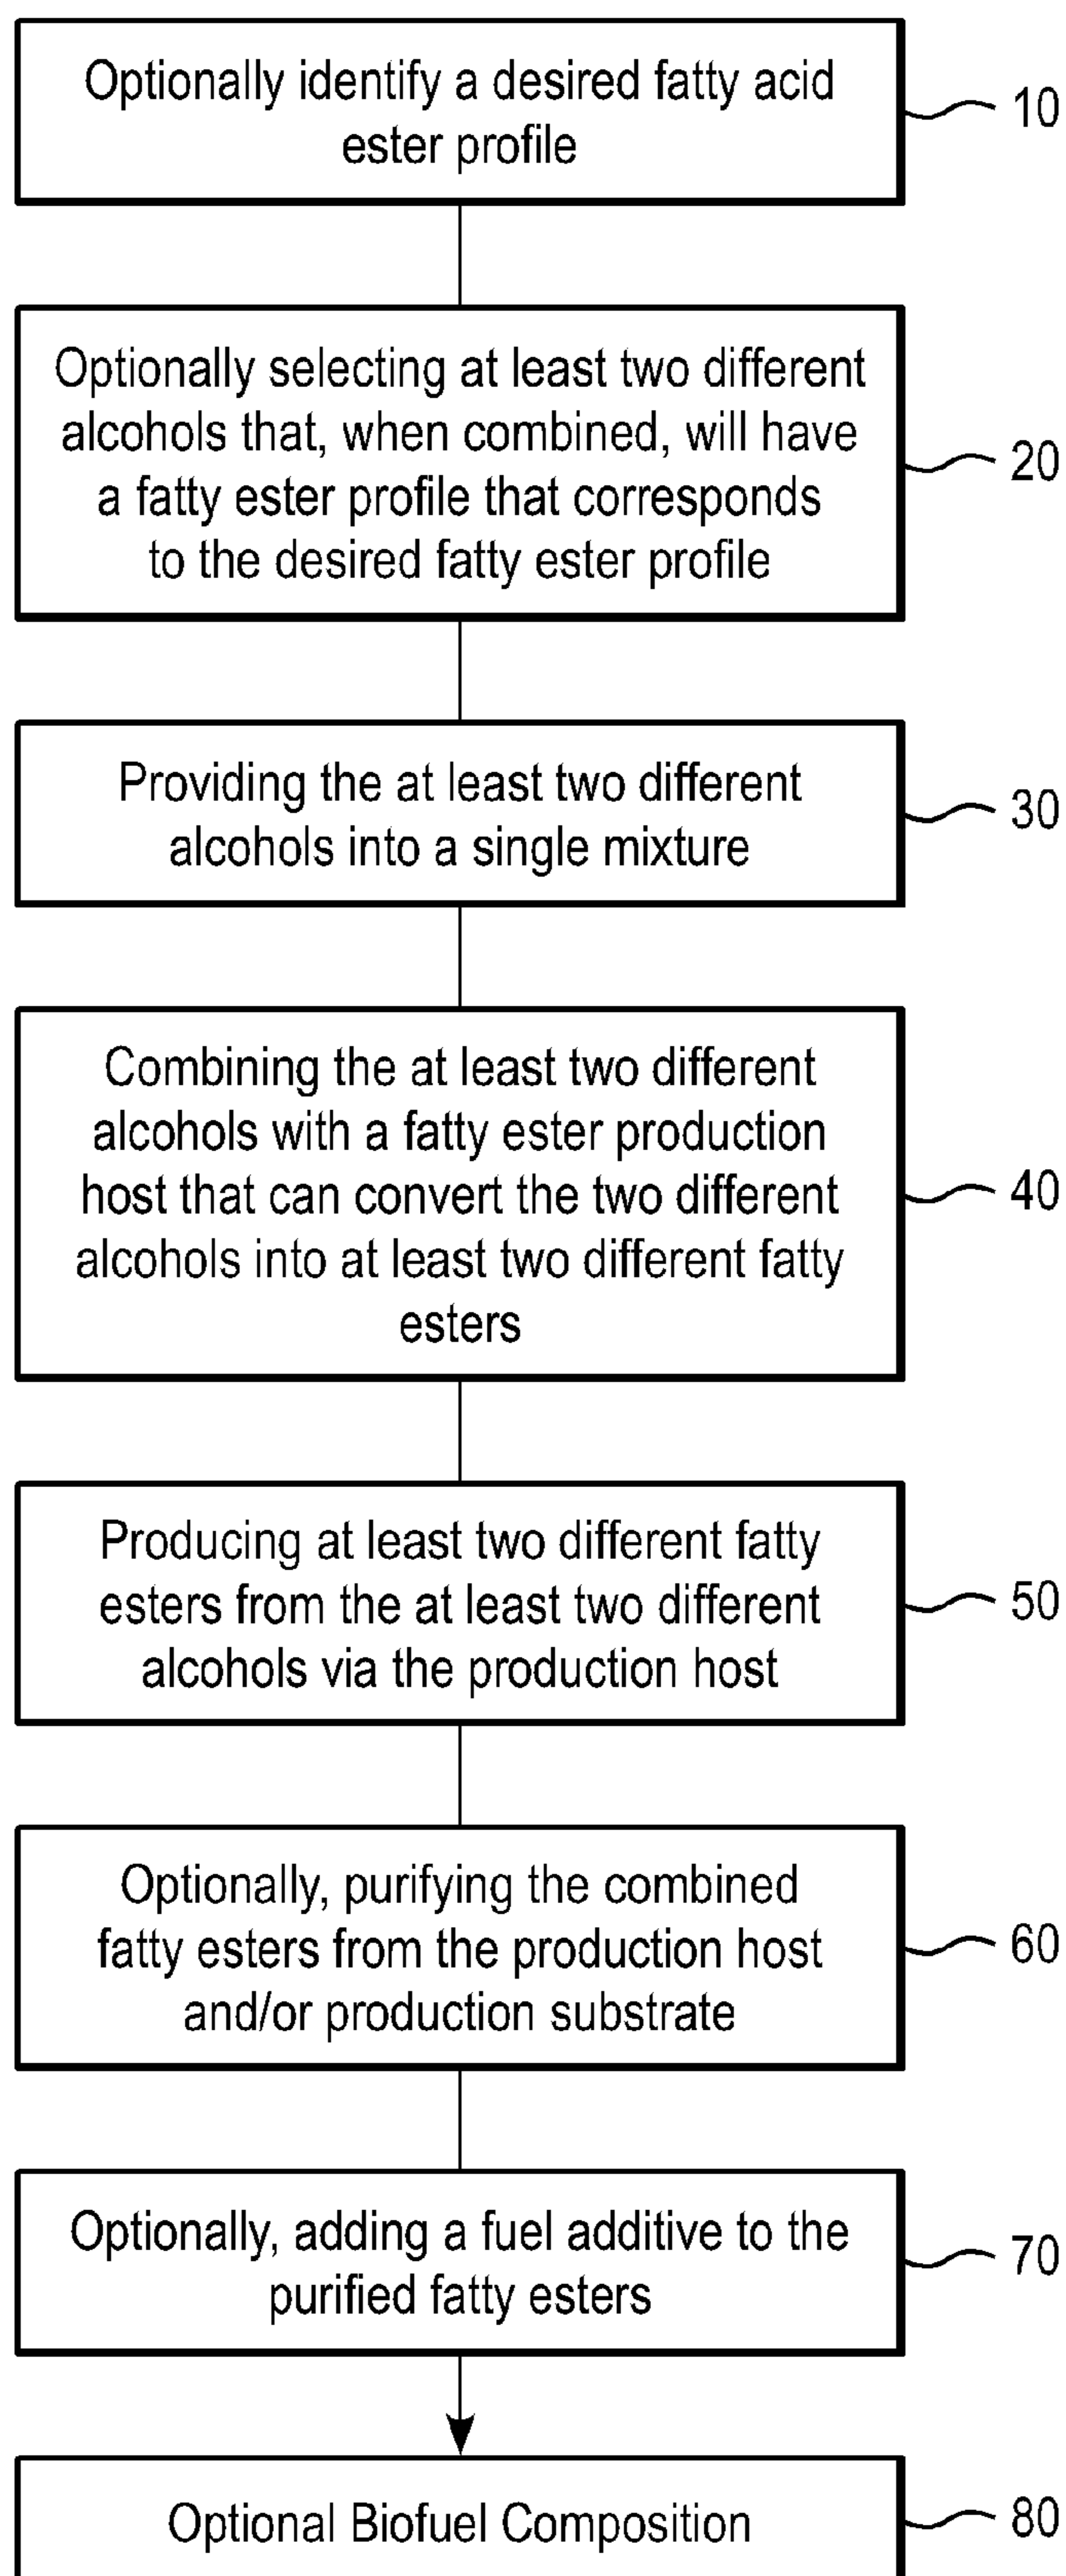 Optionally identify a desired fatty acid
ester profile
10
Optionally selecting at least two different
alcohols that, when combined, will have
a fatty ester profile that corresponds
to the desired fatty ester profile
20
Providing the at least two different
alcohols into a single mixture
30
Combining the at least two different
alcohols with a fatty ester production
host that can convert the two different
alcohols into at least two different fatty
esters
40
Producing at least two different fatty
esters from the at least two different
alcohols via the production host
50
Optionally, purifying the combined
fatty esters from the production host
and/or production substrate
60
Optionally, adding a fuel additive to the
purified fatty esters
70
Optional Biofuel Composition
80